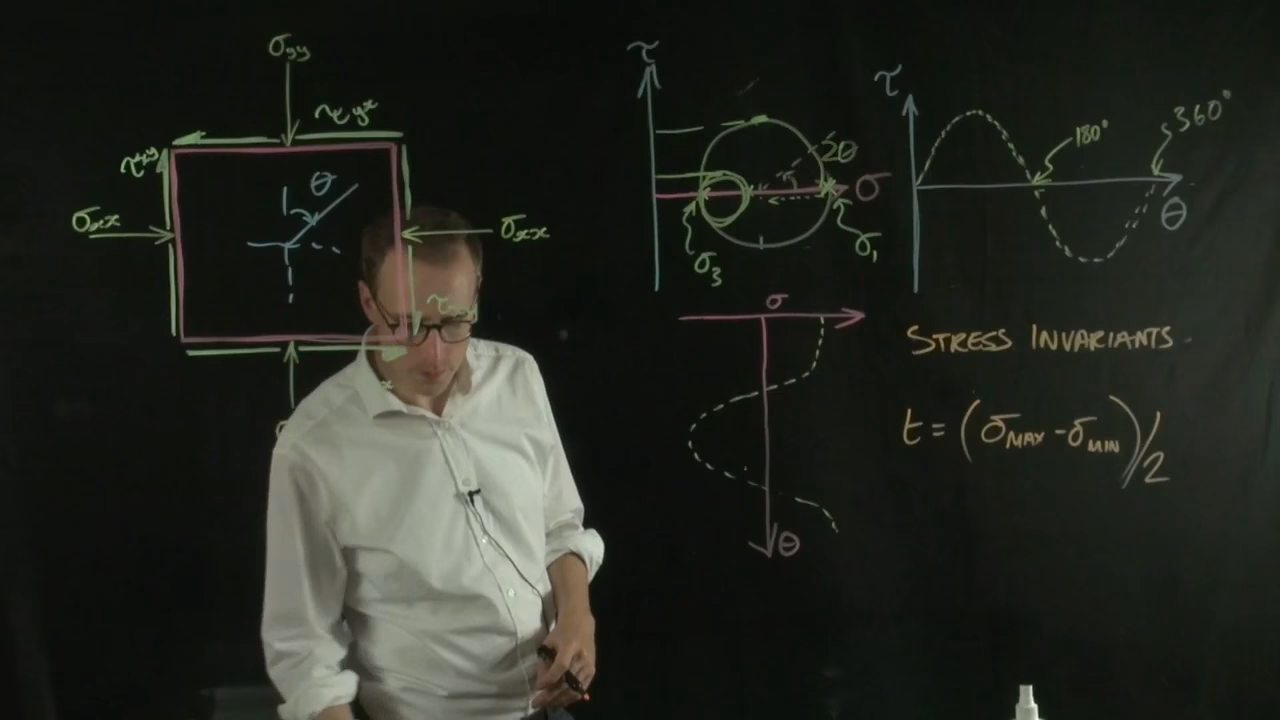 σyy
τyx
τxy
θ
σxx
σxx
τ
2θ
σ
σ3
σ1
τ
180°
360°
θ
σ
θ
STRESS INVARIANTS.
t = (σMAX - σMIN)/2